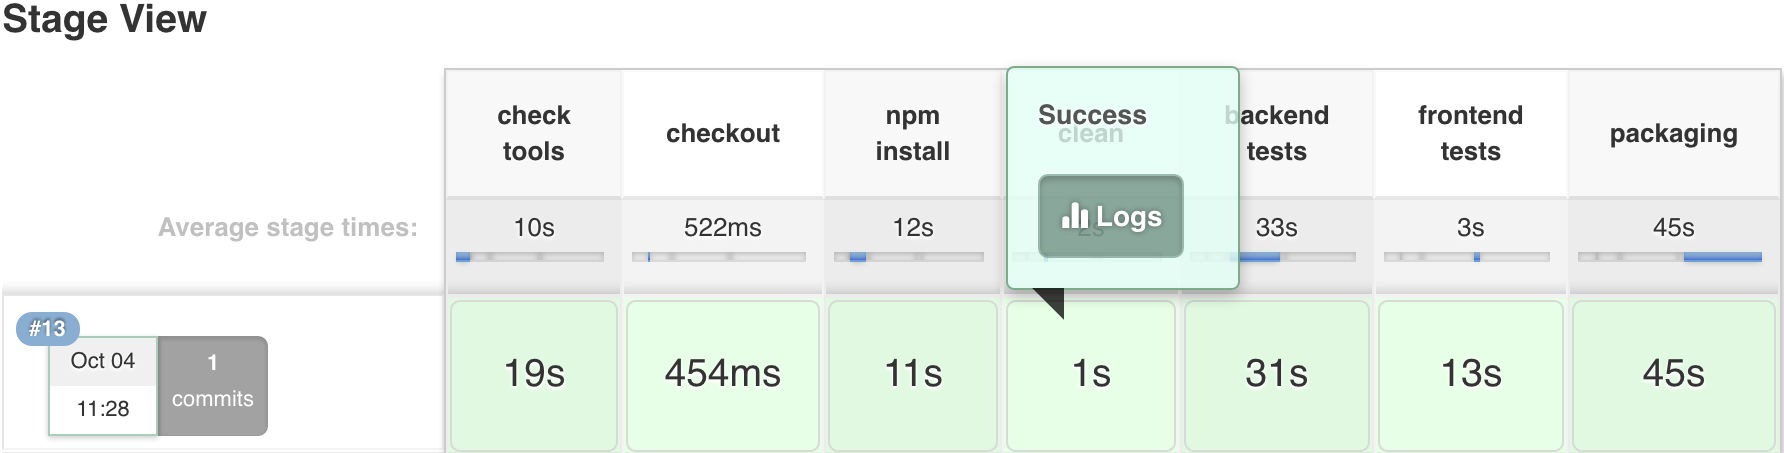 Stage View
check
tools
checkout
npm
install
Success
clean
backend
tests
frontend
tests
packaging
Average stage times:
10s
522ms
12s
Logs
2s
33s
3s
45s
#13
Oct 04
11:28
1
commits
19s
454ms
11s
1s
31s
13s
45s